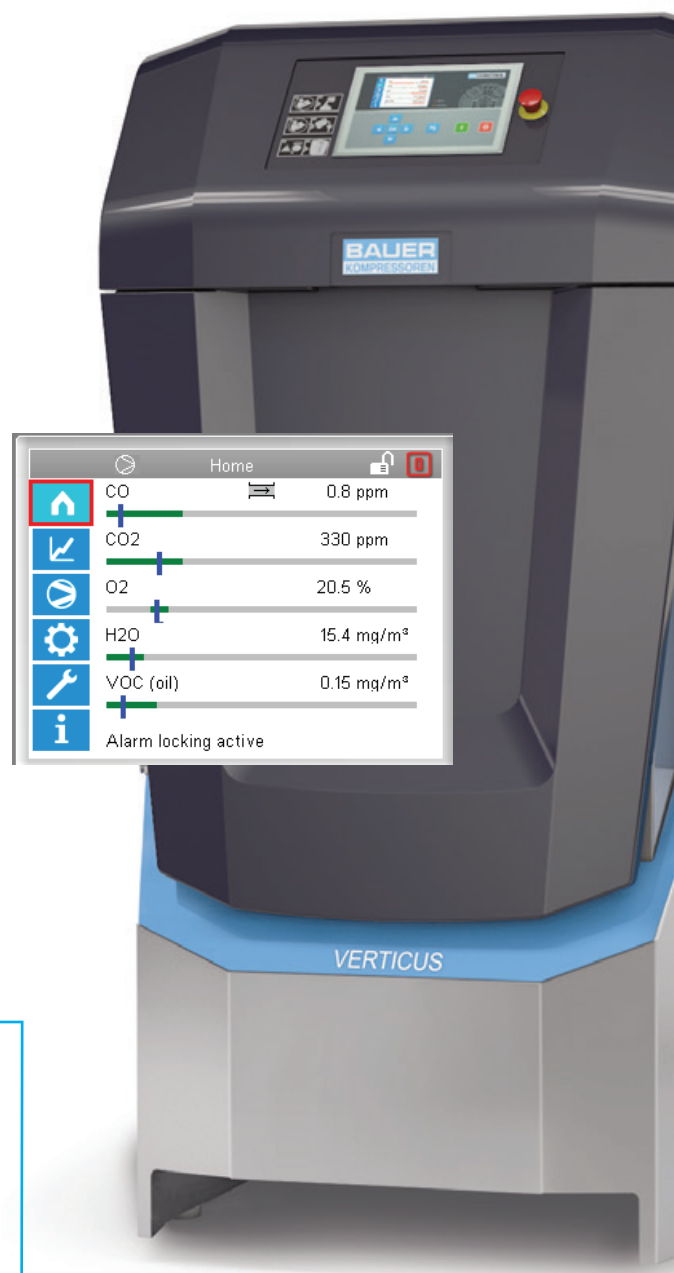 BAUER
KOMPRESSOREN
Home
CO 0.8 ppm
CO2 330 ppm
O2 20.5 %
H2O 15.4 mg/m³
VOC (oil) 0.15 mg/m³
Alarm locking active
VERTICUS